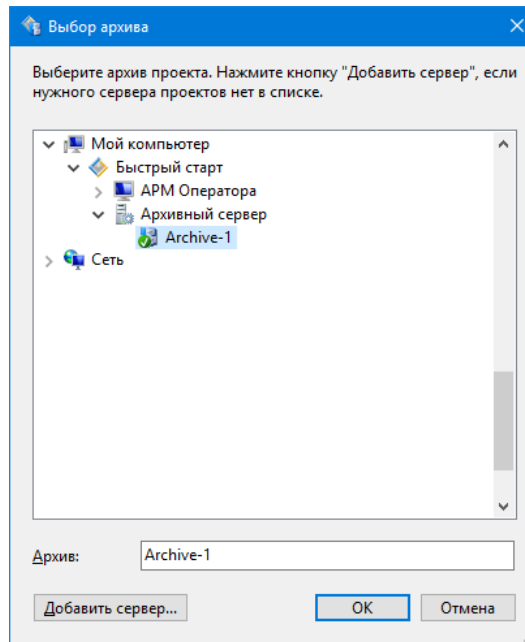 Выбор архива
Выберите архив проекта. Нажмите кнопку "Добавить сервер", если
нужного сервера проектов нет в списке.
Мой компьютер
Быстрый старт
АРМ Оператора
Архивный сервер
Archive-1
Сеть
Архив: Archive-1
Добавить сервер... OK Отмена